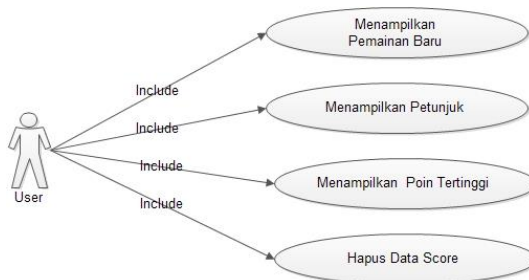 Menampilkan
Pemainan Baru
Include
Include
Menampilkan Petunjuk
Include
User
Menampilkan Poin Tertinggi
Include
Hapus Data Score